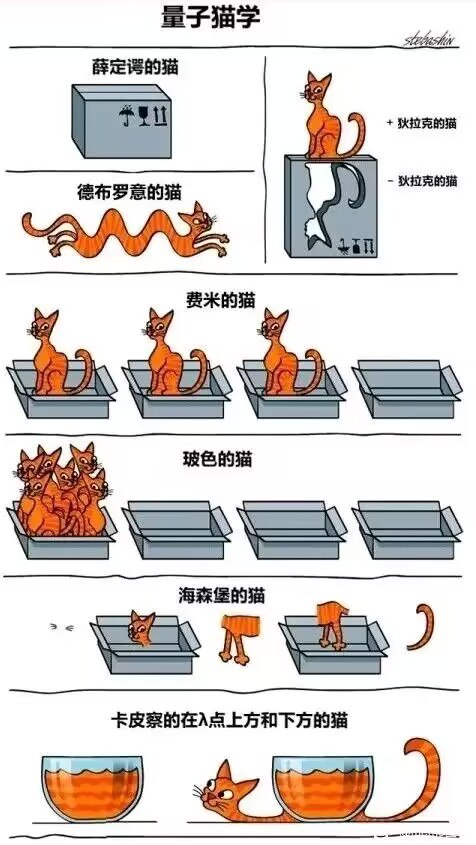 量子猫学
stebashin
薛定谔的猫
+ 狄拉克的猫
- 狄拉克的猫
德布罗意的猫
费米的猫
玻色的猫
海森堡的猫
卡皮察的在λ点上方和下方的猫